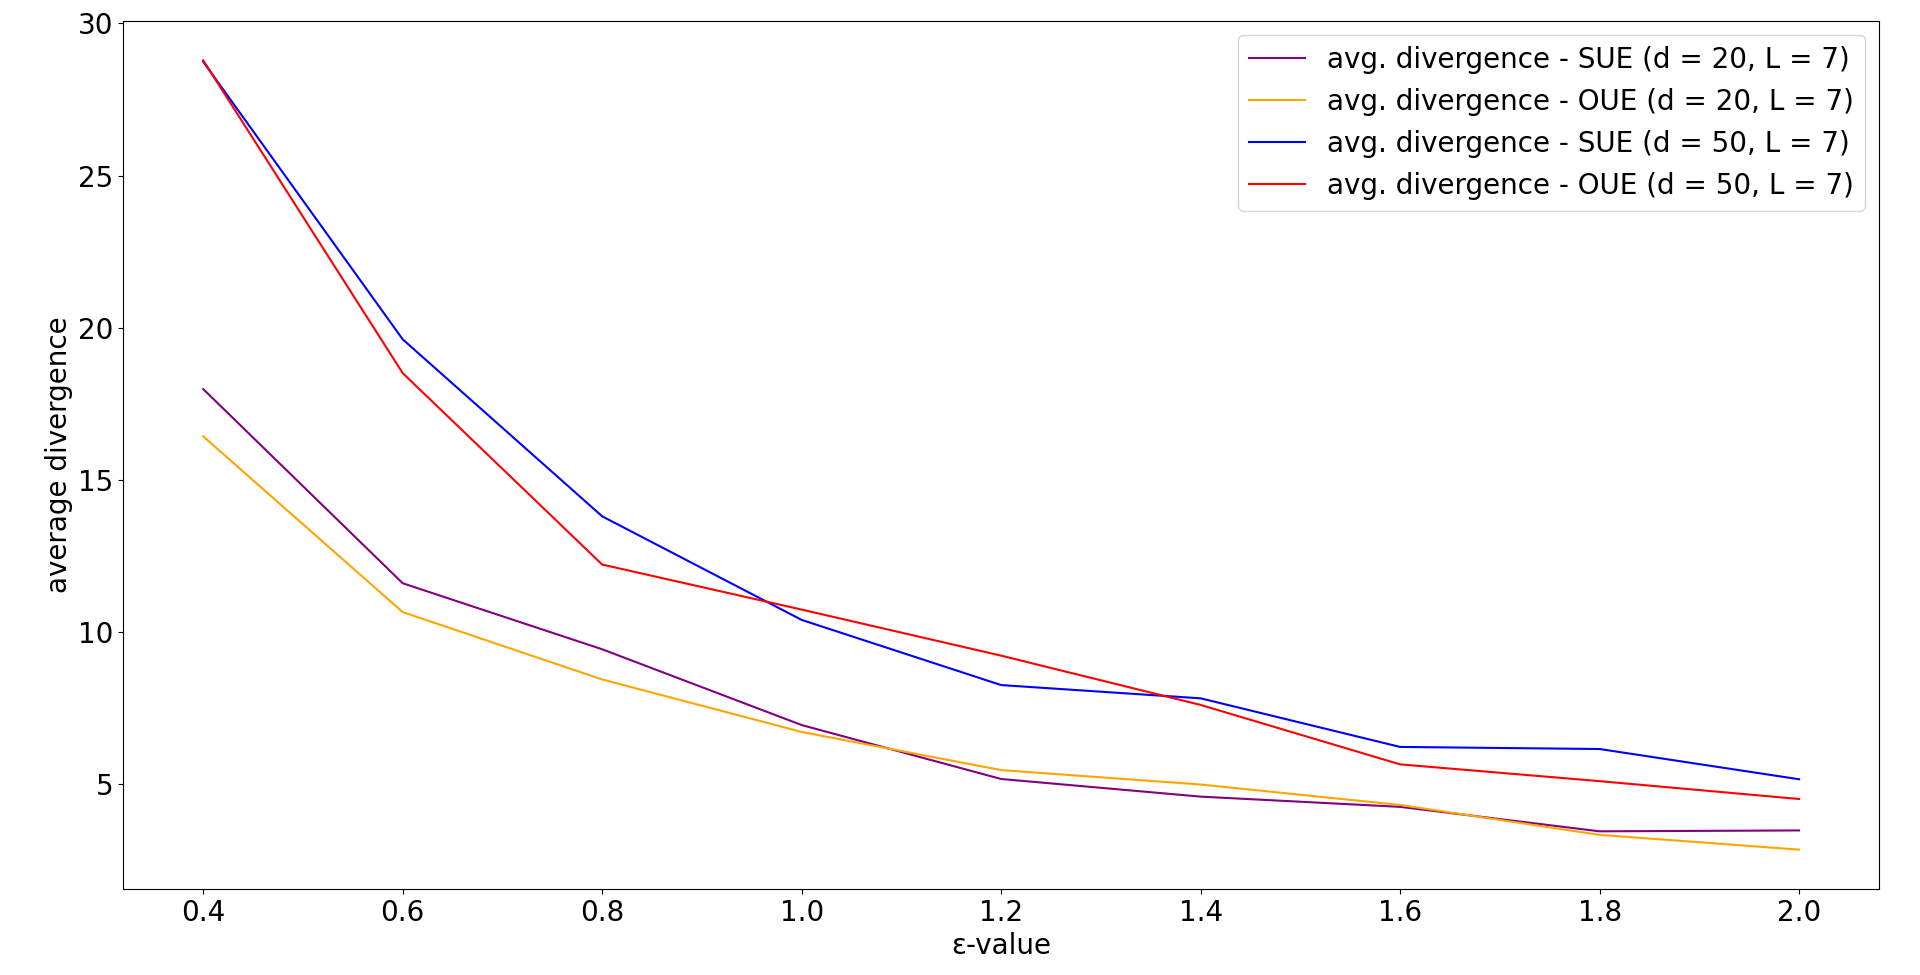 30
25
20
15
10
5
average divergence
avg. divergence - SUE (d = 20, L = 7)
avg. divergence - OUE (d = 20, L = 7)
avg. divergence - SUE (d = 50, L = 7)
avg. divergence - OUE (d = 50, L = 7)
0.4 0.6 0.8 1.0 1.2 1.4 1.6 1.8 2.0
ε-value